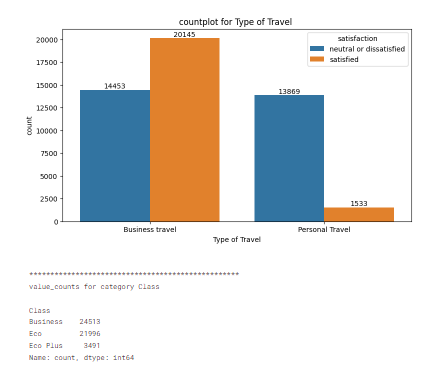 countplot for Type of Travel
satisfaction
neutral or dissatisfied
satisfied
20145
14453
13869
1533
20000
17500
15000
12500
10000
7500
5000
2500
0
count
Business travel
Personal Travel
Type of Travel
**************************************************
value_counts for category Class
Class
Business 24513
Eco 21996
Eco Plus 3491
Name: count, dtype: int64